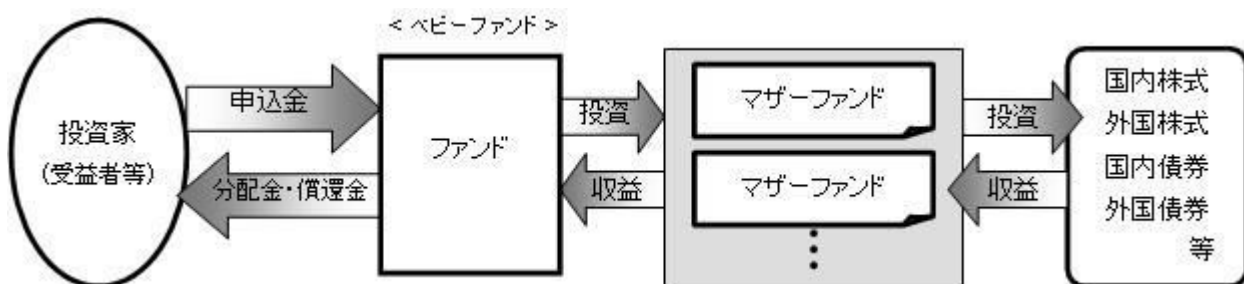 < ベビーファンド >
投資家
(受益者等)
申込金
分配金・償還金
ファンド
投資
収益
マザーファンド
マザーファンド
投資
収益
国内株式
外国株式
国内債券
外国債券
等